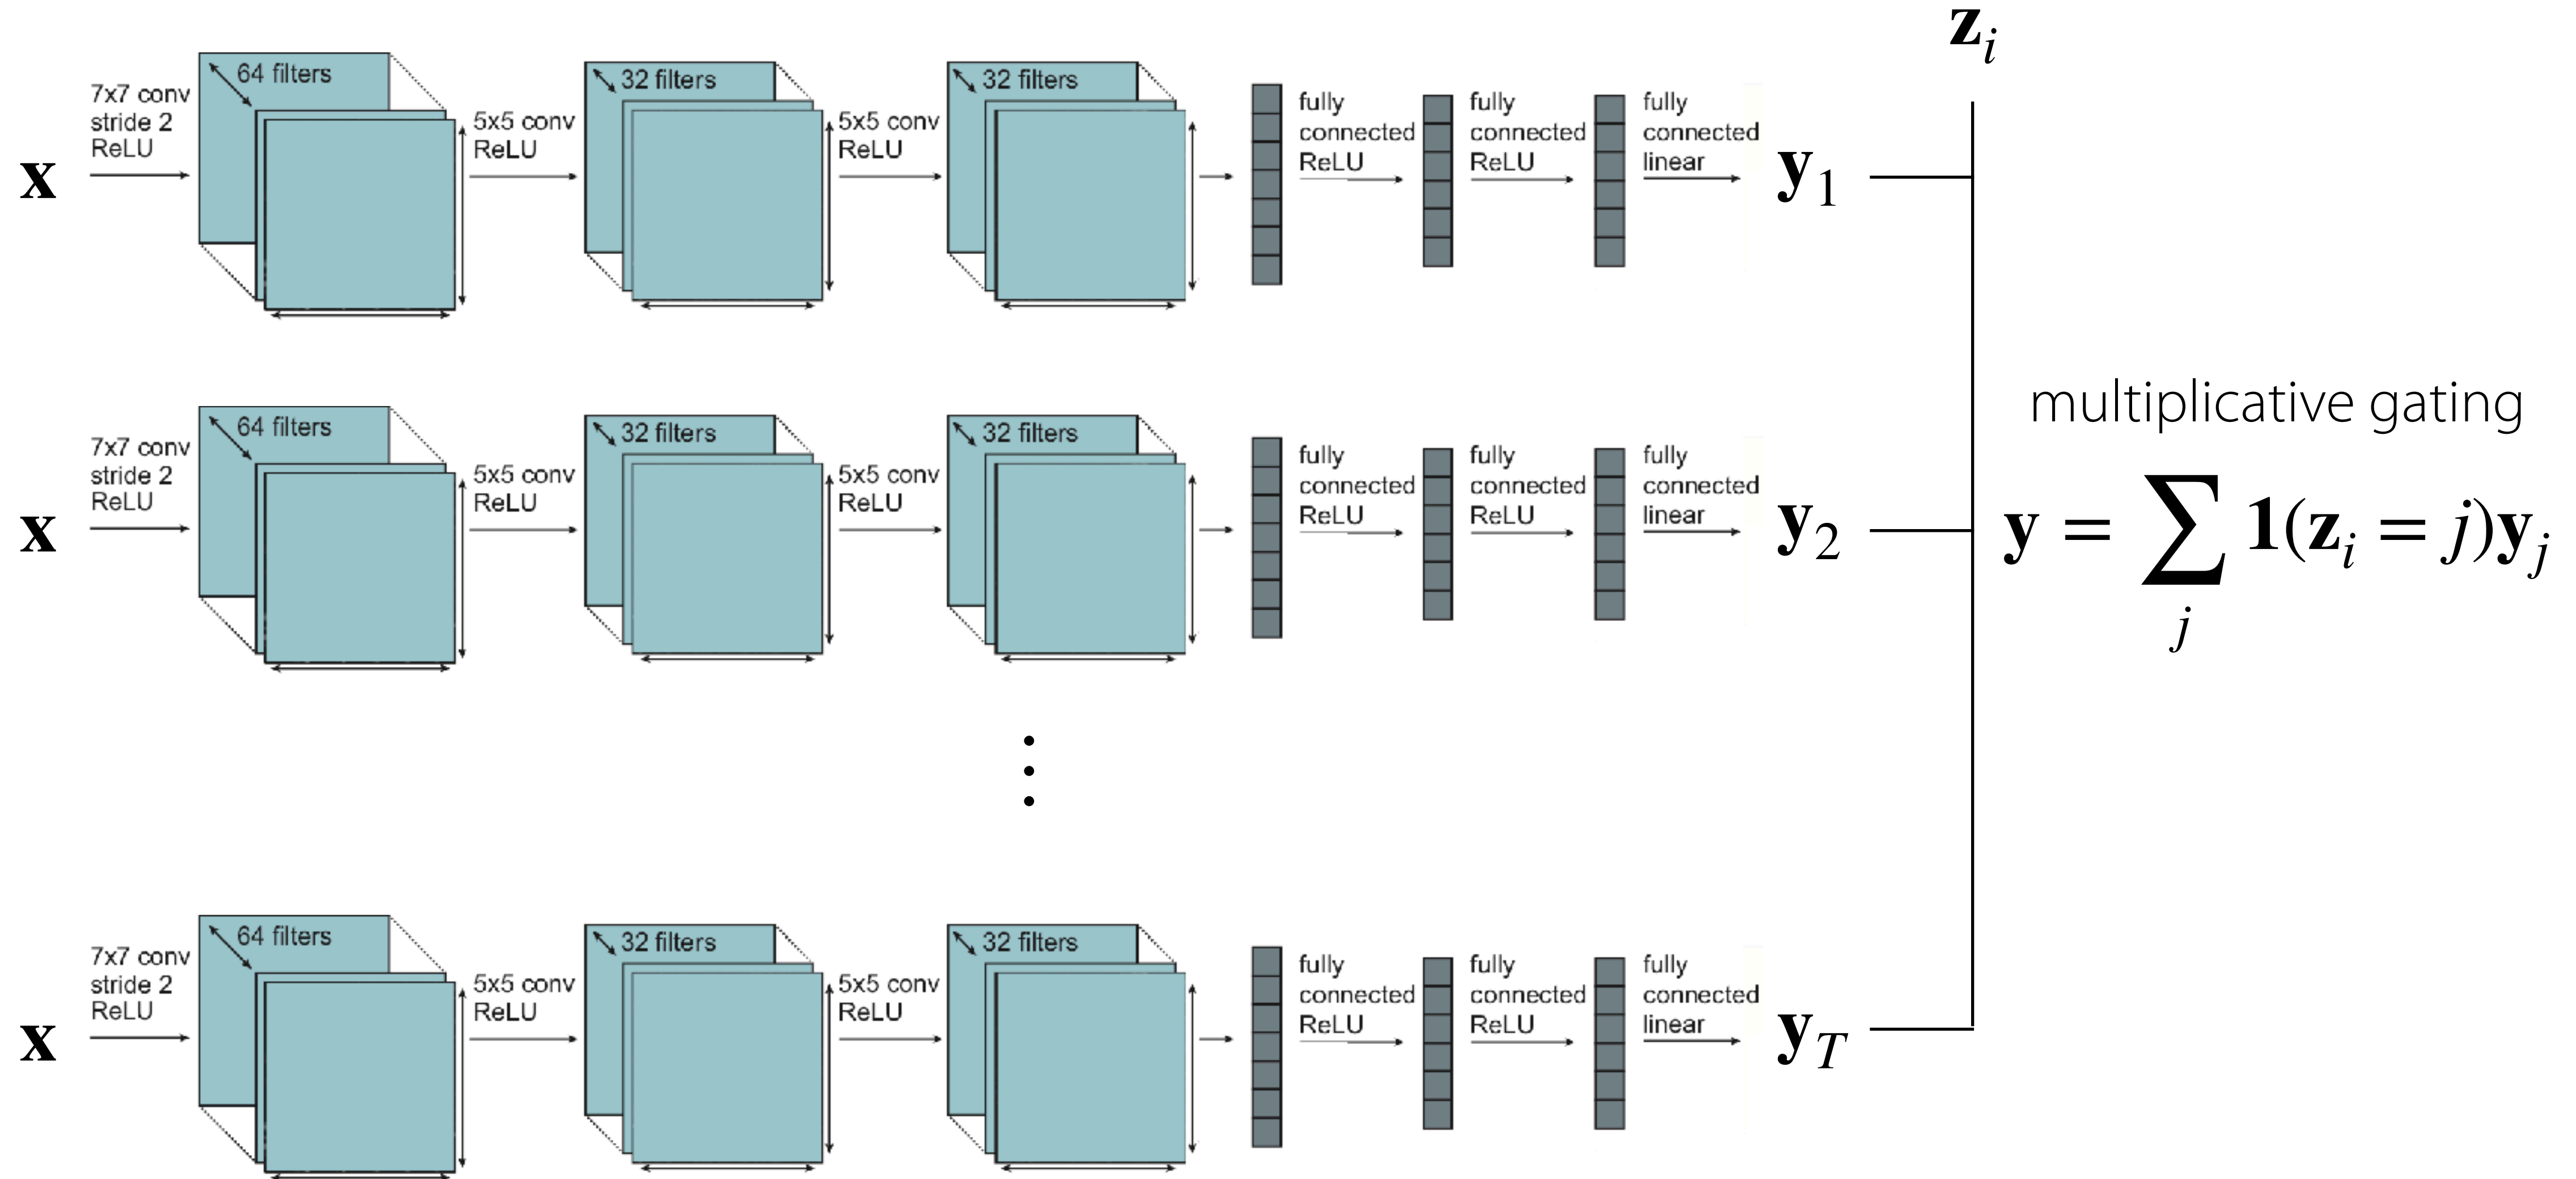 z_i
64 filters
32 filters
32 filters
7x7 conv
stride 2
ReLU
5x5 conv
ReLU
5x5 conv
ReLU
fully
connected
ReLU
fully
connected
ReLU
fully
connected
linear
x
y_1
64 filters
32 filters
32 filters
7x7 conv
stride 2
ReLU
5x5 conv
ReLU
5x5 conv
ReLU
fully
connected
ReLU
fully
connected
ReLU
fully
connected
linear
x
y_2
multiplicative gating
y = ∑_j 1(z_i = j)y_j
⋮
64 filters
32 filters
32 filters
7x7 conv
stride 2
ReLU
5x5 conv
ReLU
5x5 conv
ReLU
fully
connected
ReLU
fully
connected
ReLU
fully
connected
linear
x
y_T